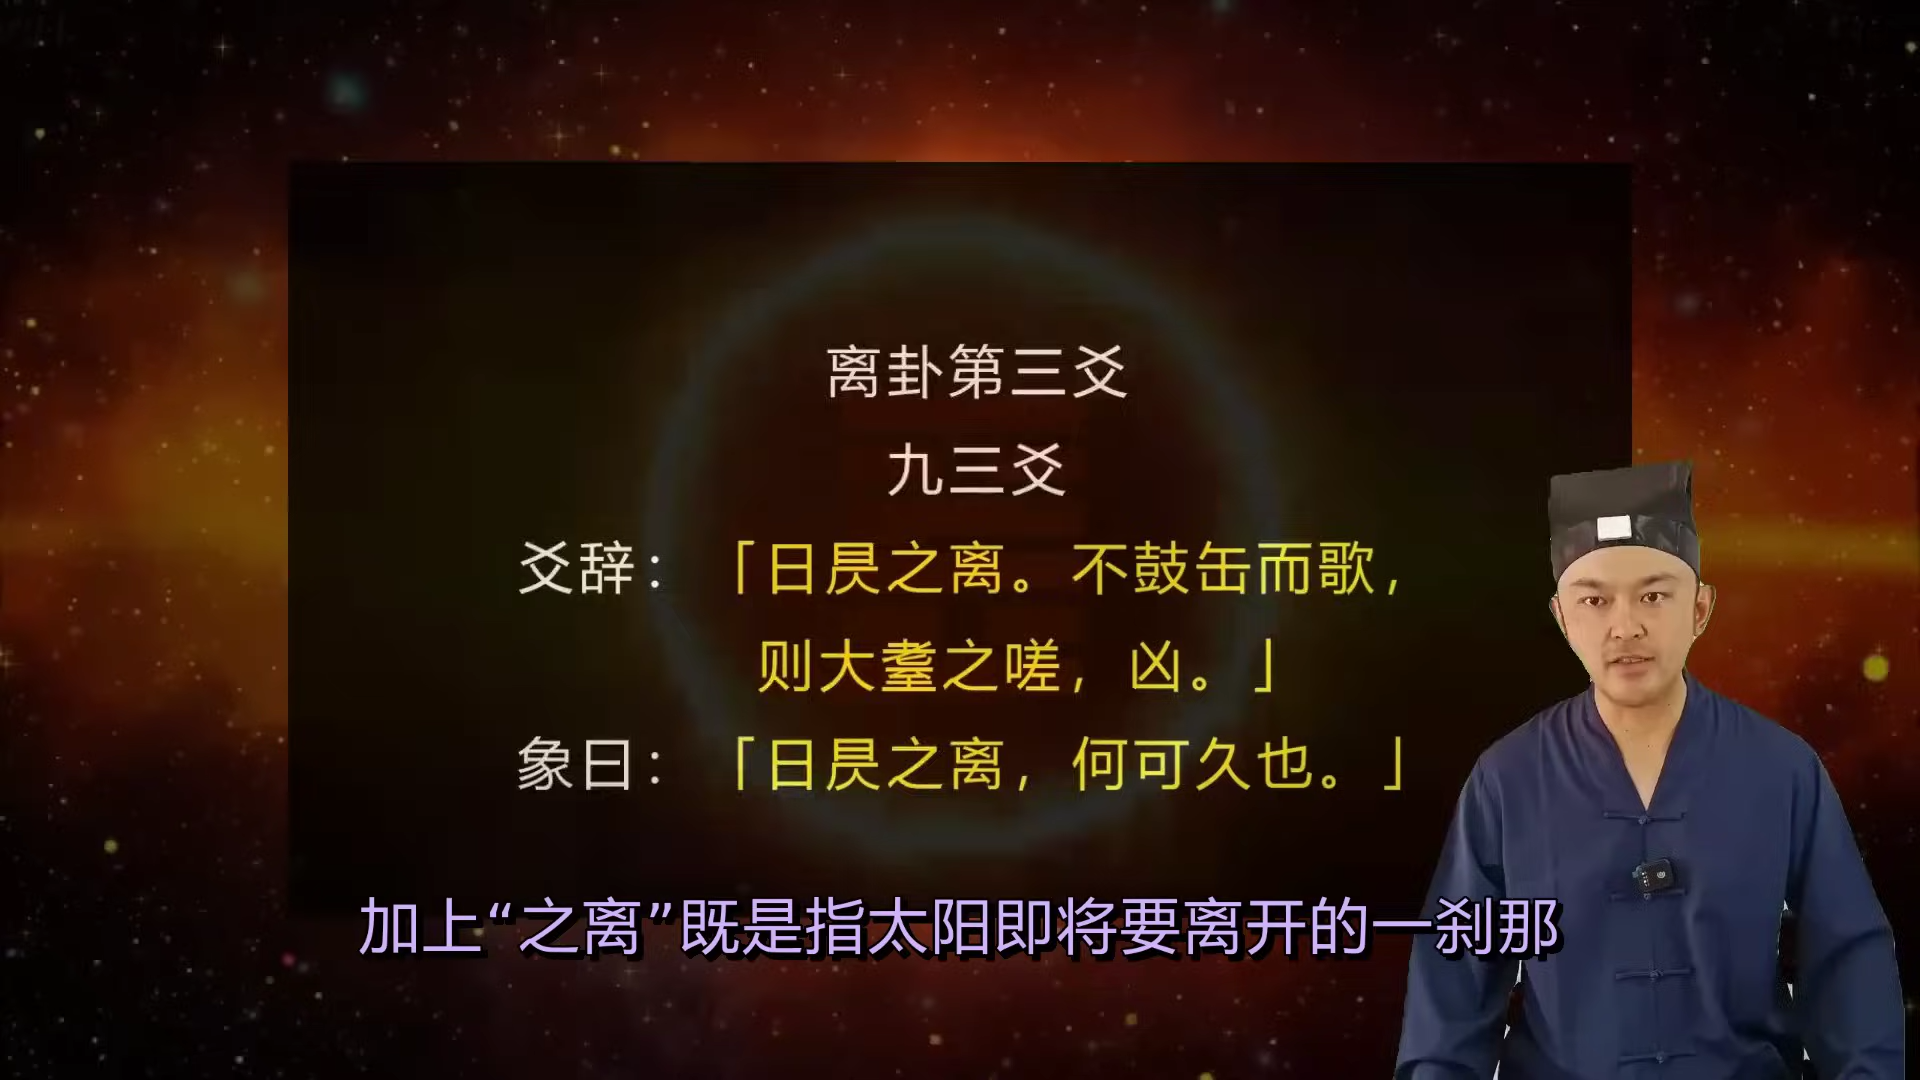 离卦第三爻
九三爻
爻辞：「日昃之离。不鼓缶而歌，
则大耋之嗟，凶。」
象曰：「日昃之离，何可久也。」
加上“之离”既是指太阳即将要离开的一刹那